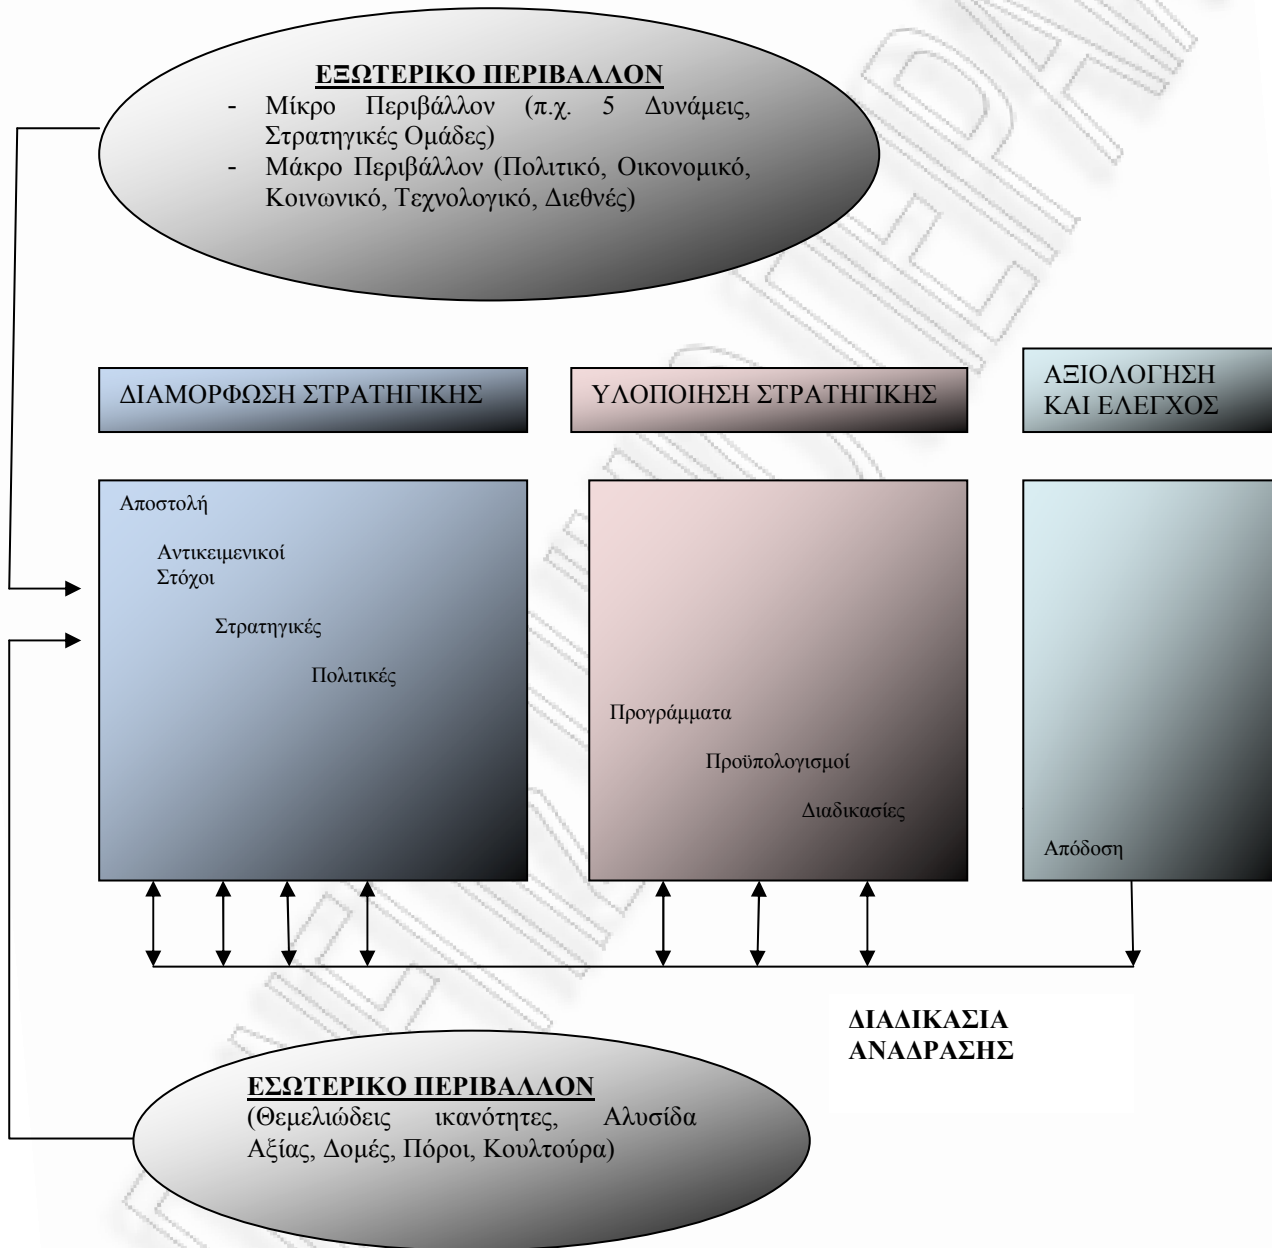 ΕΞΩΤΕΡΙΚΟ ΠΕΡΙΒΑΛΛΟΝ
- Μίκρο Περιβάλλον (π.χ. 5 Δυνάμεις,
Στρατηγικές Ομάδες)
- Μάκρο Περιβάλλον (Πολιτικό, Οικονομικό,
Κοινωνικό, Τεχνολογικό, Διεθνές)
ΔΙΑΜΟΡΦΩΣΗ ΣΤΡΑΤΗΓΙΚΗΣ
ΥΛΟΠΟΙΗΣΗ ΣΤΡΑΤΗΓΙΚΗΣ
ΑΞΙΟΛΟΓΗΣΗ
ΚΑΙ ΕΛΕΓΧΟΣ
Αποστολή
Αντικειμενικοί
Στόχοι
Στρατηγικές
Πολιτικές
Προγράμματα
Προϋπολογισμοί
Διαδικασίες
Απόδοση
ΔΙΑΔΙΚΑΣΙΑ
ΑΝΑΔΡΑΣΗΣ
ΕΣΩΤΕΡΙΚΟ ΠΕΡΙΒΑΛΛΟΝ
(Θεμελιώδεις ικανότητες, Αλυσίδα
Αξίας, Δομές, Πόροι, Κουλτούρα)